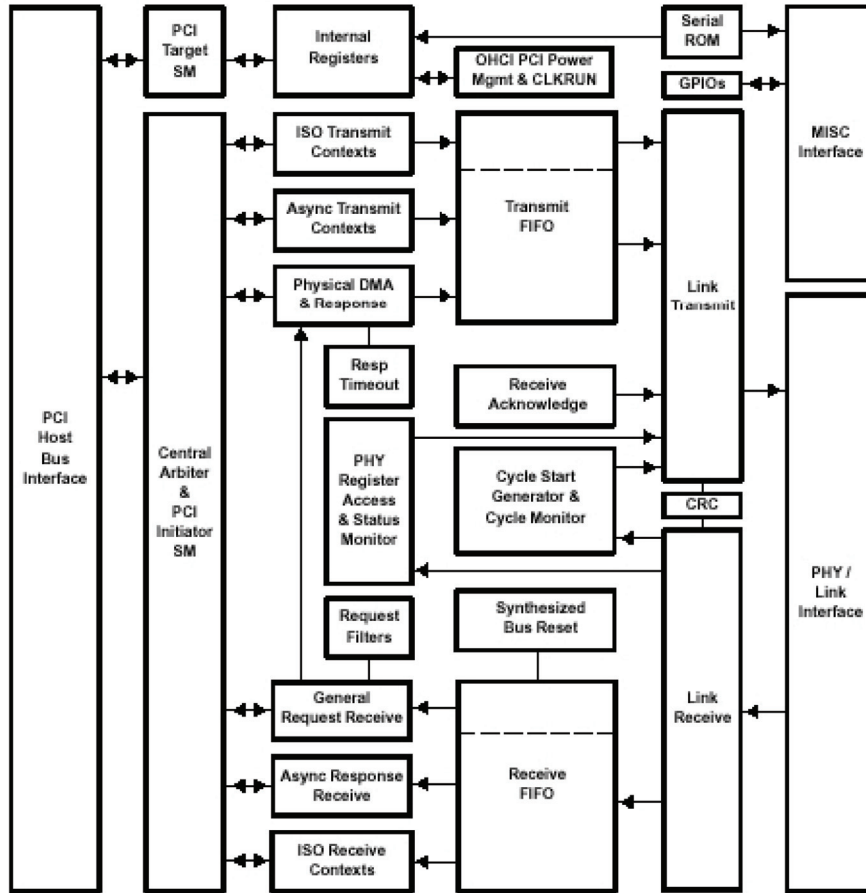 PCI
Target
SM
Internal
Registers
Serial
ROM
OHCI PCI Power
Mgmt & CLKRUN
GPIOs
MISC
Interface
ISO Transmit
Contexts
Async Transmit
Contexts
Transmit
FIFO
Physical DMA
& Response
Link
Transmit
Resp
Timeout
Receive
Acknowledge
PCI
Host
Bus
Interface
Central
Arbiter
&
PCI
Initiator
SM
PHY
Register
Access
& Status
Monitor
Cycle Start
Generator &
Cycle Monitor
CRC
PHY /
Link
Interface
Request
Filters
Synthesized
Bus Reset
General
Request Receive
Link
Receive
Async Response
Receive
Receive
FIFO
ISO Receive
Contexts